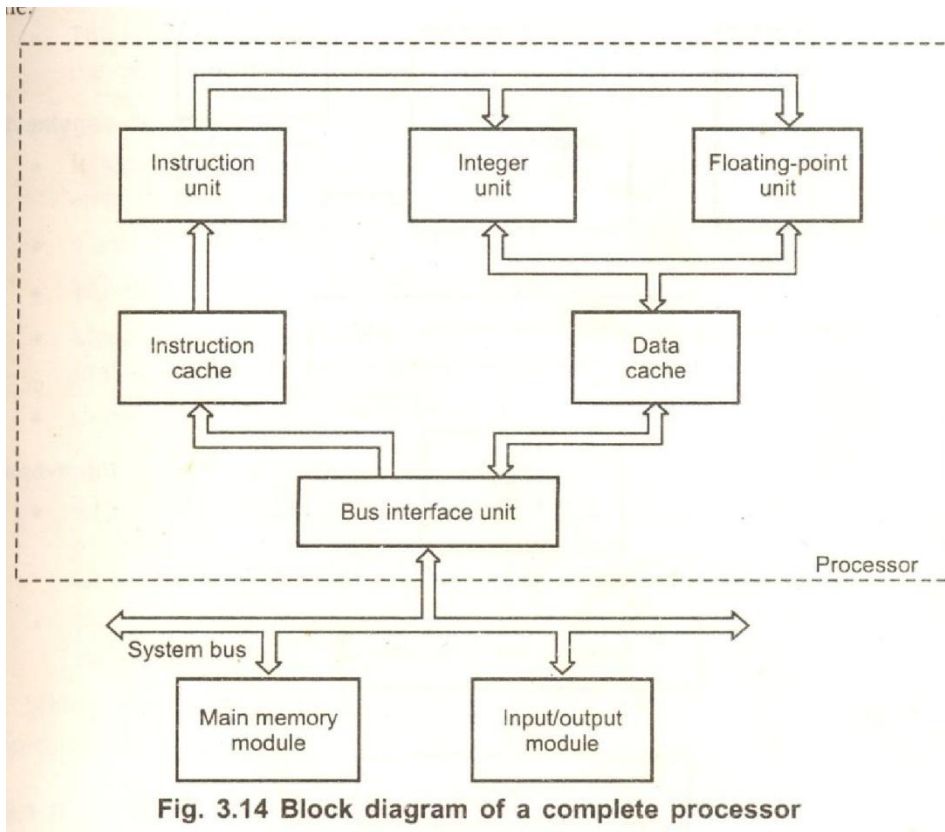 Instruction
unit
Integer
unit
Floating-point
unit
Instruction
cache
Data
cache
Bus interface unit
Processor
System bus
Main memory
module
Input/output
module
Fig. 3.14 Block diagram of a complete processor